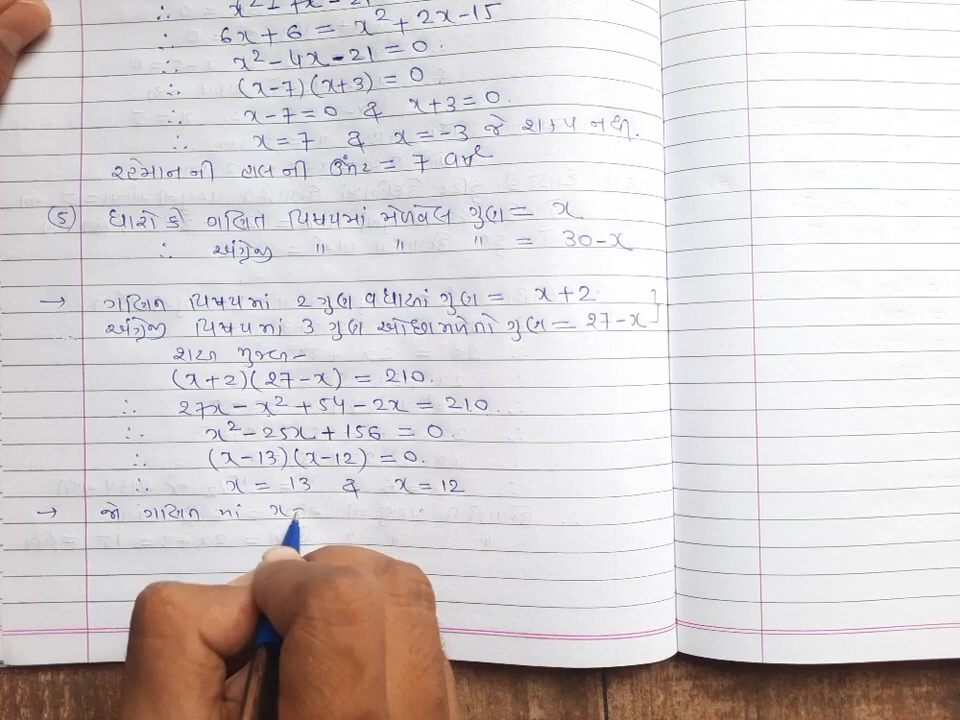 ∴ 6x + 6 = x² + 2x - 15
∴ x² - 4x - 21 = 0.
∴ (x-7)(x+3) = 0
∴ x-7=0 & x+3=0.
∴ x=7 & x=-3 જે શક્ય નથી.
રહેમાનની હાલની ઉંમર = 7 વર્ષ
(5) ધારો કે ગણિત વિષયમાં મેળવેલ ગુણ = x
∴ અંગ્રેજી " " " = 30-x
→ ગણિત વિષયમાં 2 ગુણ વધારતાં ગુણ = x+2
અંગ્રેજી વિષયમાં 3 ગુણ ઓછા મળે તો ગુણ = 27-x
શરત મુજબ-
(x+2)(27-x) = 210.
∴ 27x - x² + 54 - 2x = 210
∴ x² - 25x + 156 = 0.
∴ (x-13)(x-12) = 0.
∴ x = 13 & x = 12
→ જો ગણિત માં x=